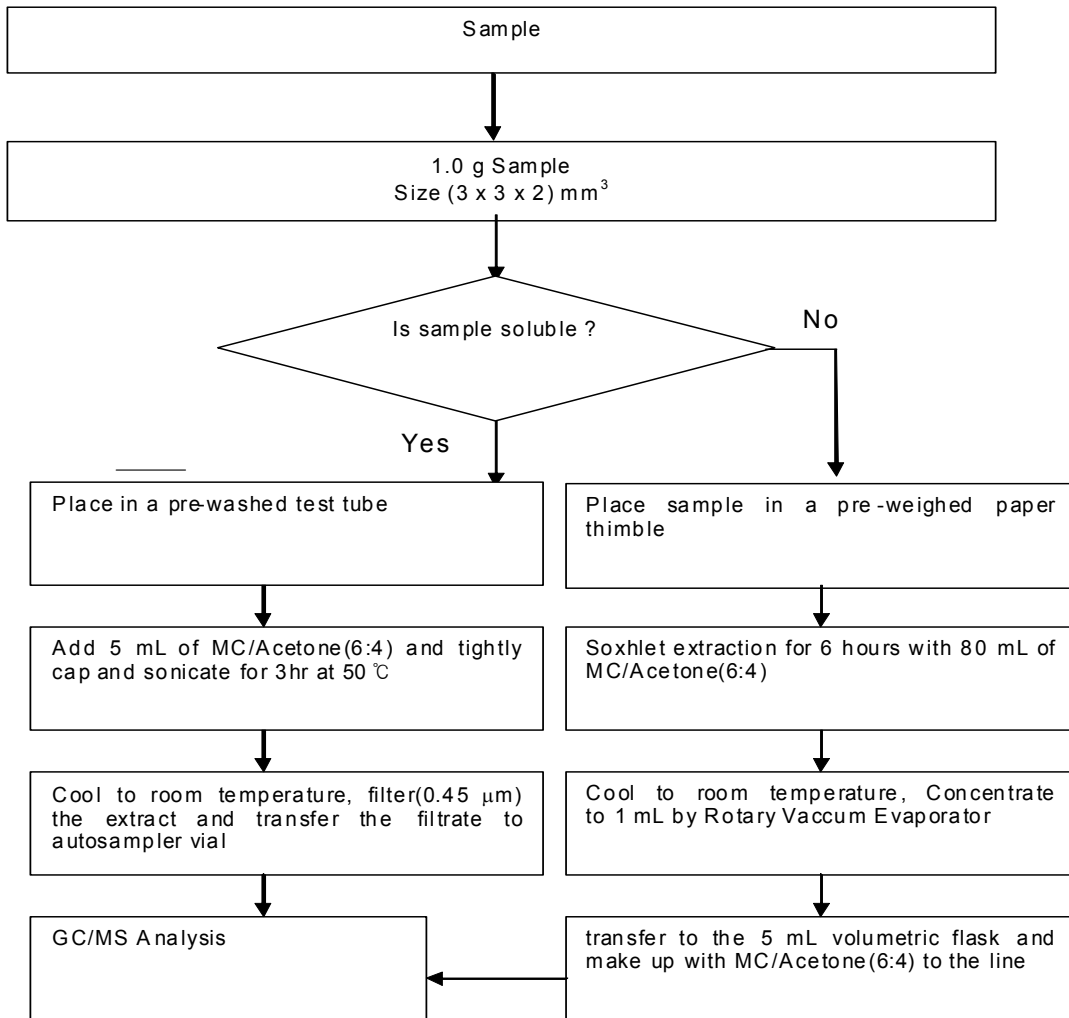 Sample
1.0 g Sample
Size (3 x 3 x 2) mm³
Is sample soluble ?
No
Yes
Place in a pre-washed test tube
Place sample in a pre-weighed paper
thimble
Add 5 mL of MC/Acetone(6:4) and tightly
cap and sonicate for 3hr at 50 ℃
Soxhlet extraction for 6 hours with 80 mL of
MC/Acetone(6:4)
Cool to room temperature, filter(0.45 μm)
the extract and transfer the filtrate to
autosampler vial
Cool to room temperature, Concentrate
to 1 mL by Rotary Vaccum Evaporator
GC/MS Analysis
transfer to the 5 mL volumetric flask and
make up with MC/Acetone(6:4) to the line